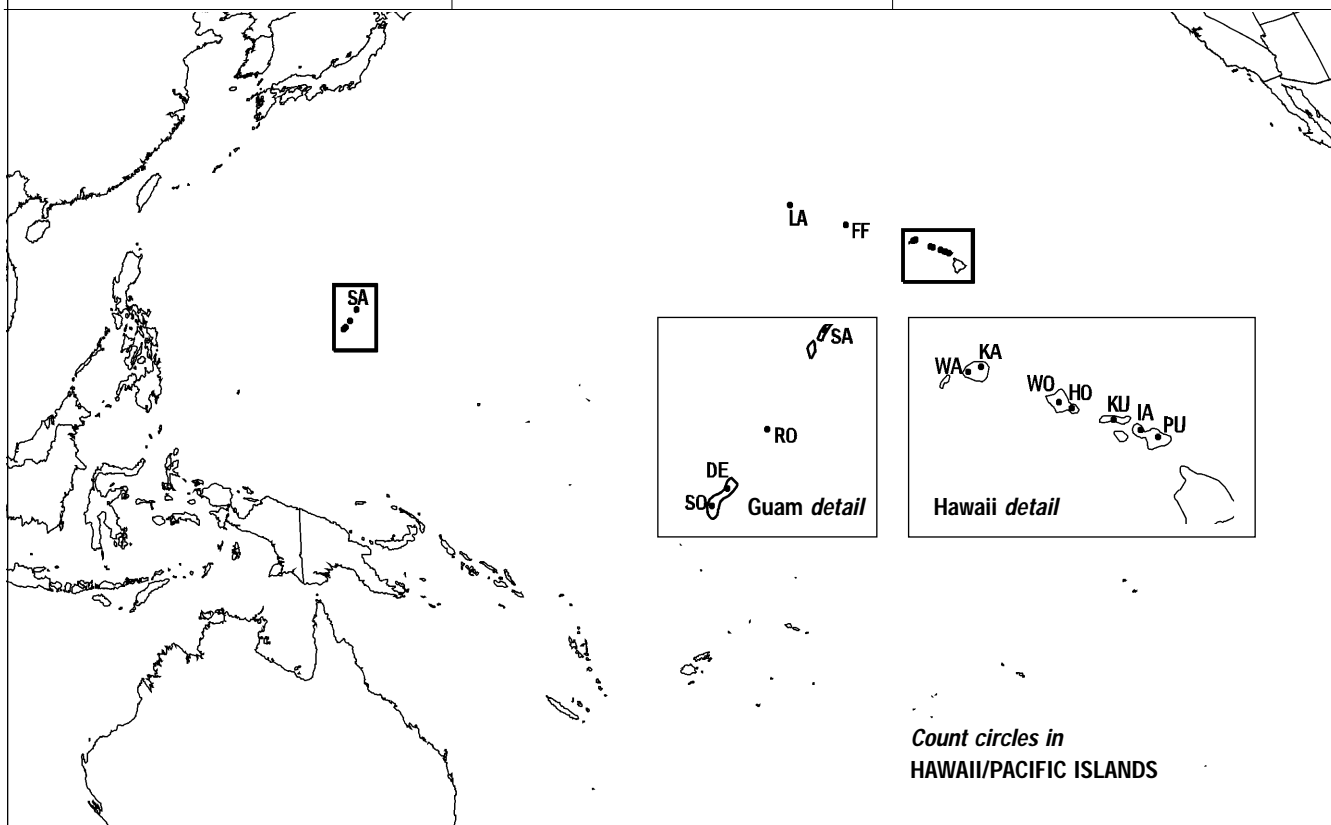 LA
FF
SA
SA
RO
DE
SO
Guam detail
WA
KA
WO
HO
KU
IA
PU
Hawaii detail
Count circles in
HAWAII/PACIFIC ISLANDS